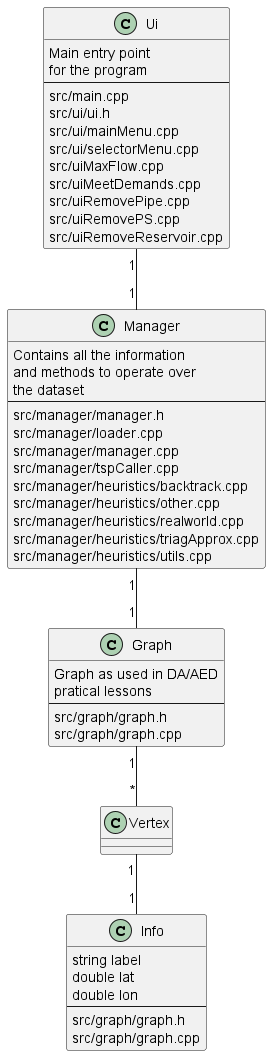 C Ui
Main entry point
for the program
src/main.cpp
src/ui/ui.h
src/ui/mainMenu.cpp
src/ui/selectorMenu.cpp
src/uiMaxFlow.cpp
src/uiMeetDemands.cpp
src/uiRemovePipe.cpp
src/uiRemovePS.cpp
src/uiRemoveReservoir.cpp
1
1
C Manager
Contains all the information
and methods to operate over
the dataset
src/manager/manager.h
src/manager/loader.cpp
src/manager/manager.cpp
src/manager/tspCaller.cpp
src/manager/heuristics/backtrack.cpp
src/manager/heuristics/other.cpp
src/manager/heuristics/realworld.cpp
src/manager/heuristics/triagApprox.cpp
src/manager/heuristics/utils.cpp
1
1
C Graph
Graph as used in DA/AED
pratical lessons
src/graph/graph.h
src/graph/graph.cpp
1
*
C Vertex
1
1
C Info
string label
double lat
double lon
src/graph/graph.h
src/graph/graph.cpp